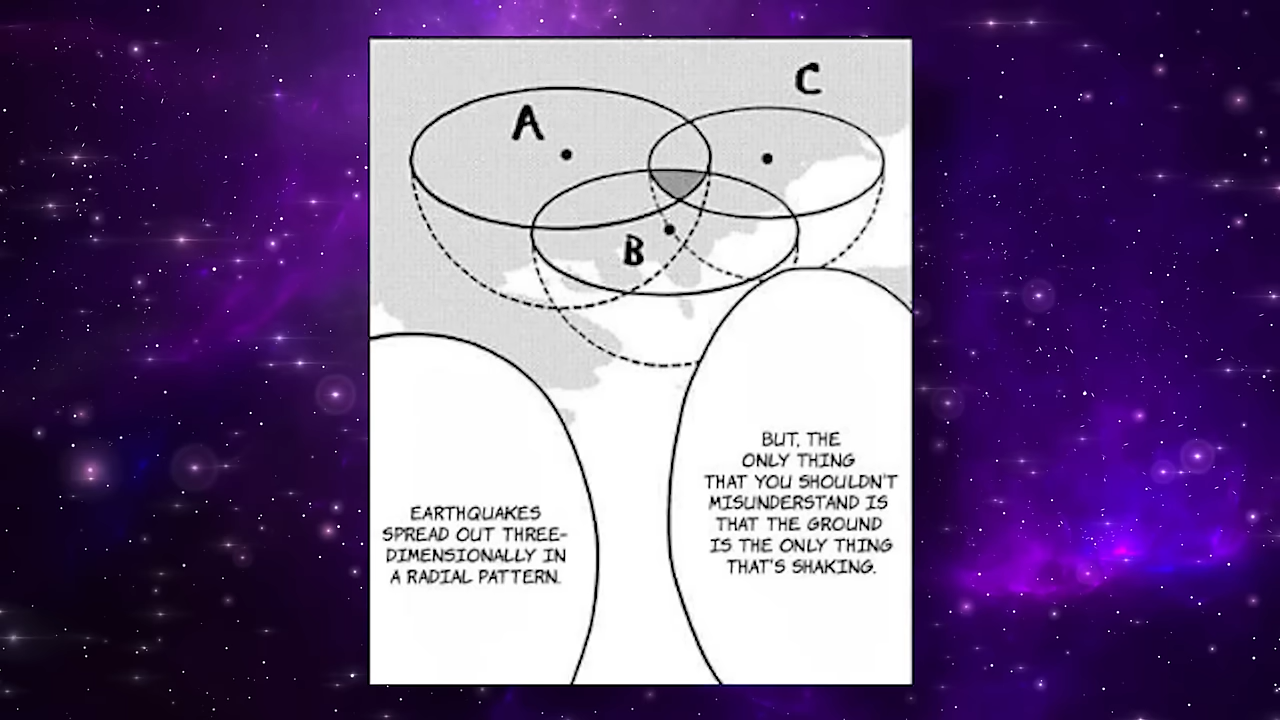 A
C
B
BUT, THE
ONLY THING
THAT YOU SHOULDN'T
MISUNDERSTAND IS
THAT THE GROUND
IS THE ONLY THING
THAT'S SHAKING.
EARTHQUAKES
SPREAD OUT THREE-
DIMENSIONALLY IN
A RADIAL PATTERN.